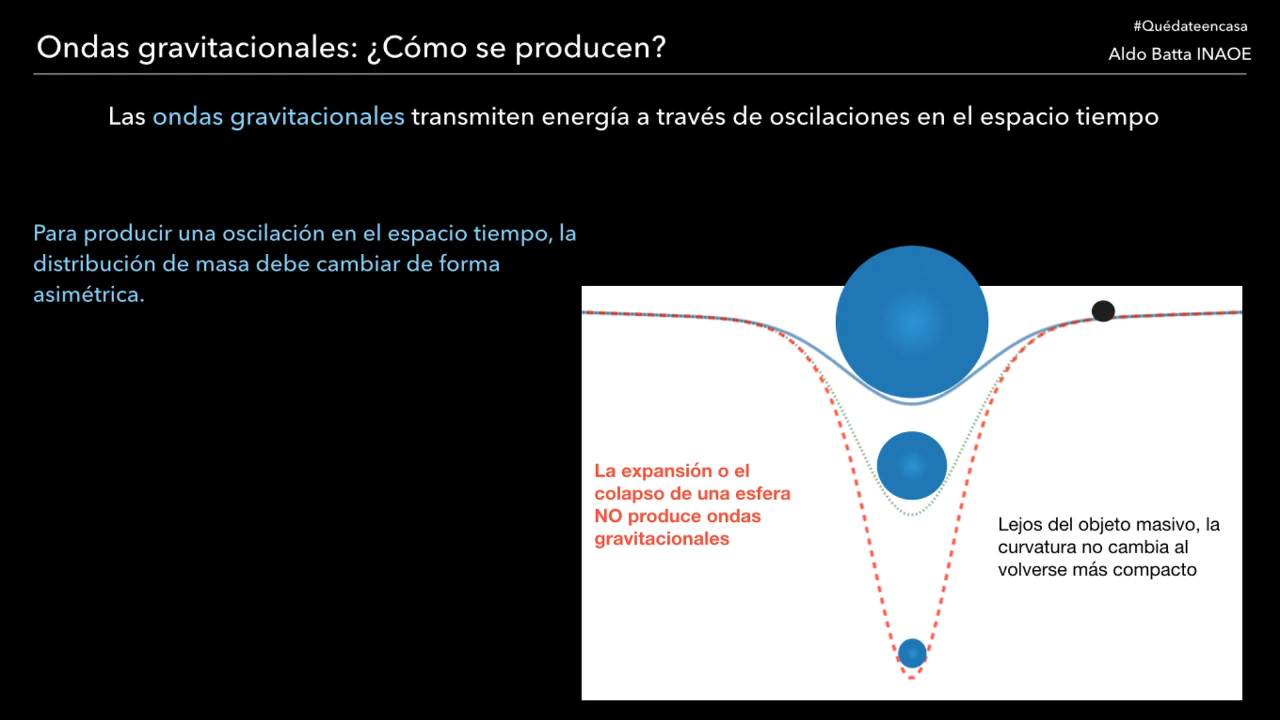 #Quédateencasa
Ondas gravitacionales: ¿Cómo se producen?
Aldo Batta INAOE
Las ondas gravitacionales transmiten energía a través de oscilaciones en el espacio tiempo
Para producir una oscilación en el espacio tiempo, la
distribución de masa debe cambiar de forma
asimétrica.
La expansión o el
colapso de una esfera
NO produce ondas
gravitacionales
Lejos del objeto masivo, la
curvatura no cambia al
volverse más compacto